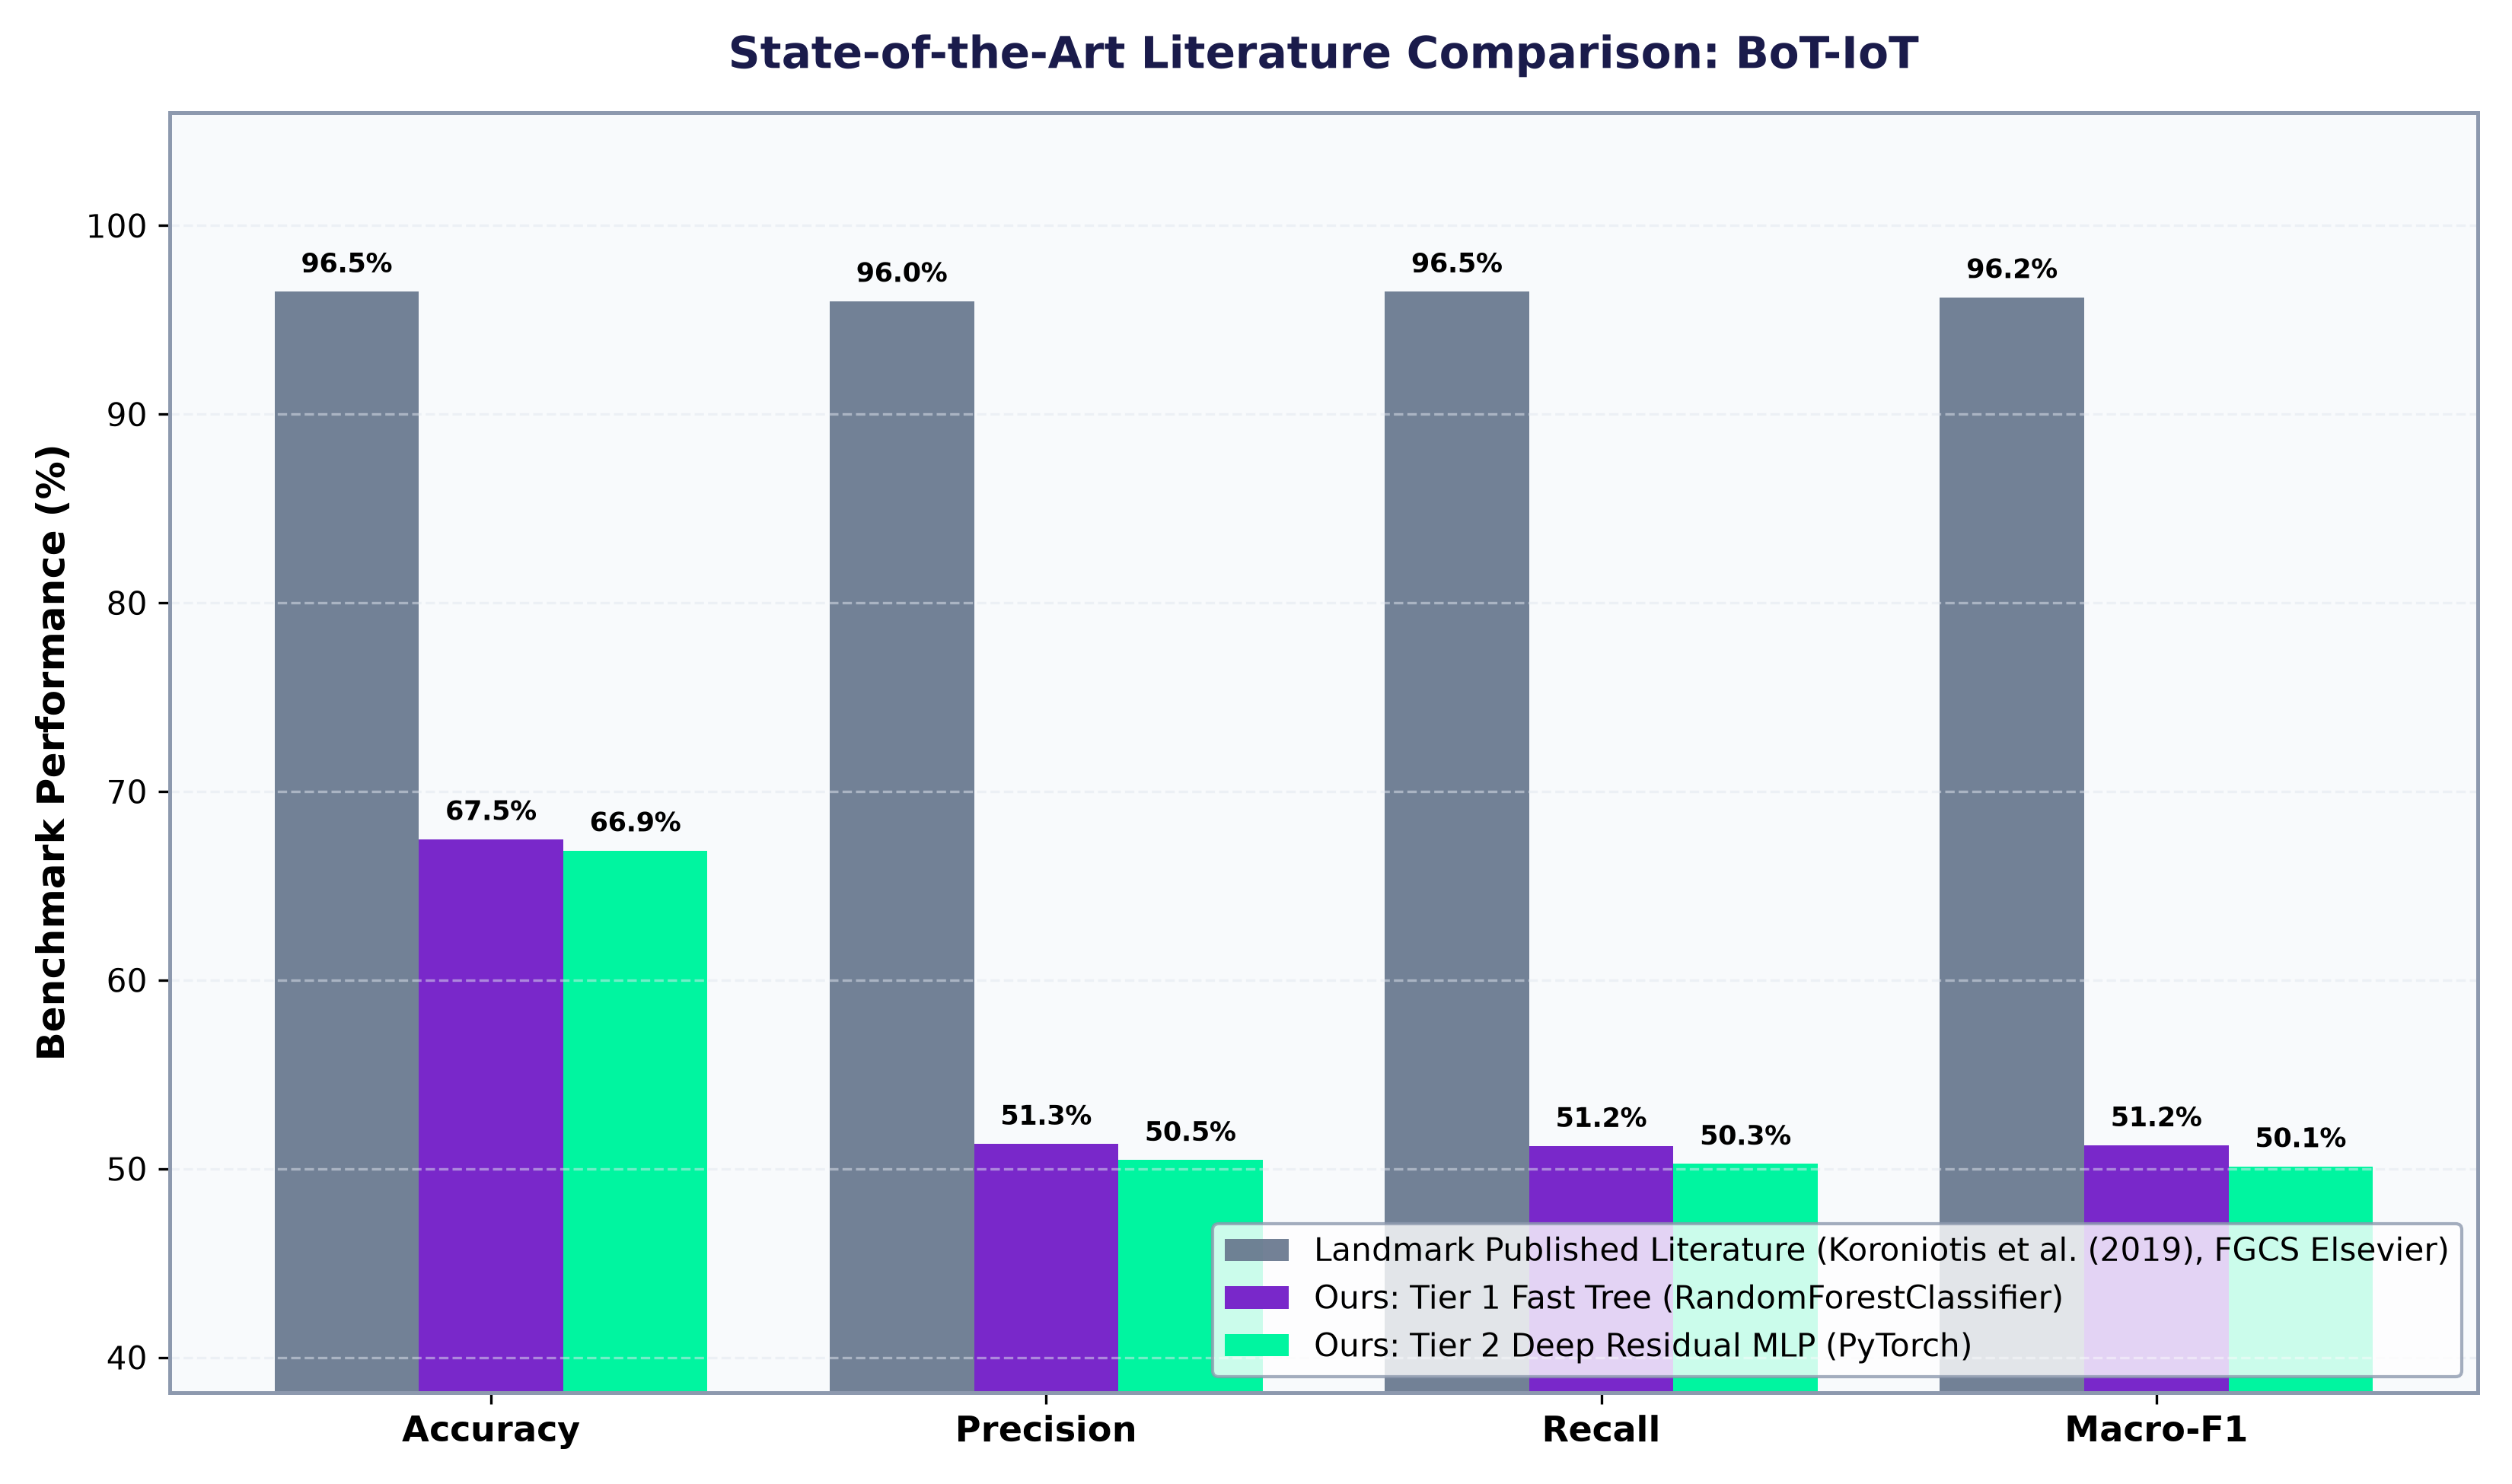 State-of-the-Art Literature Comparison: BoT-IoT
Benchmark Performance (%)
100
90
80
70
60
50
40
96.5%
67.5%
66.9%
96.0%
51.3%
50.5%
96.5%
51.2%
50.3%
96.2%
51.2%
50.1%
Landmark Published Literature (Koroniotis et al. (2019), FGCS Elsevier)
Ours: Tier 1 Fast Tree (RandomForestClassifier)
Ours: Tier 2 Deep Residual MLP (PyTorch)
Accuracy
Precision
Recall
Macro-F1